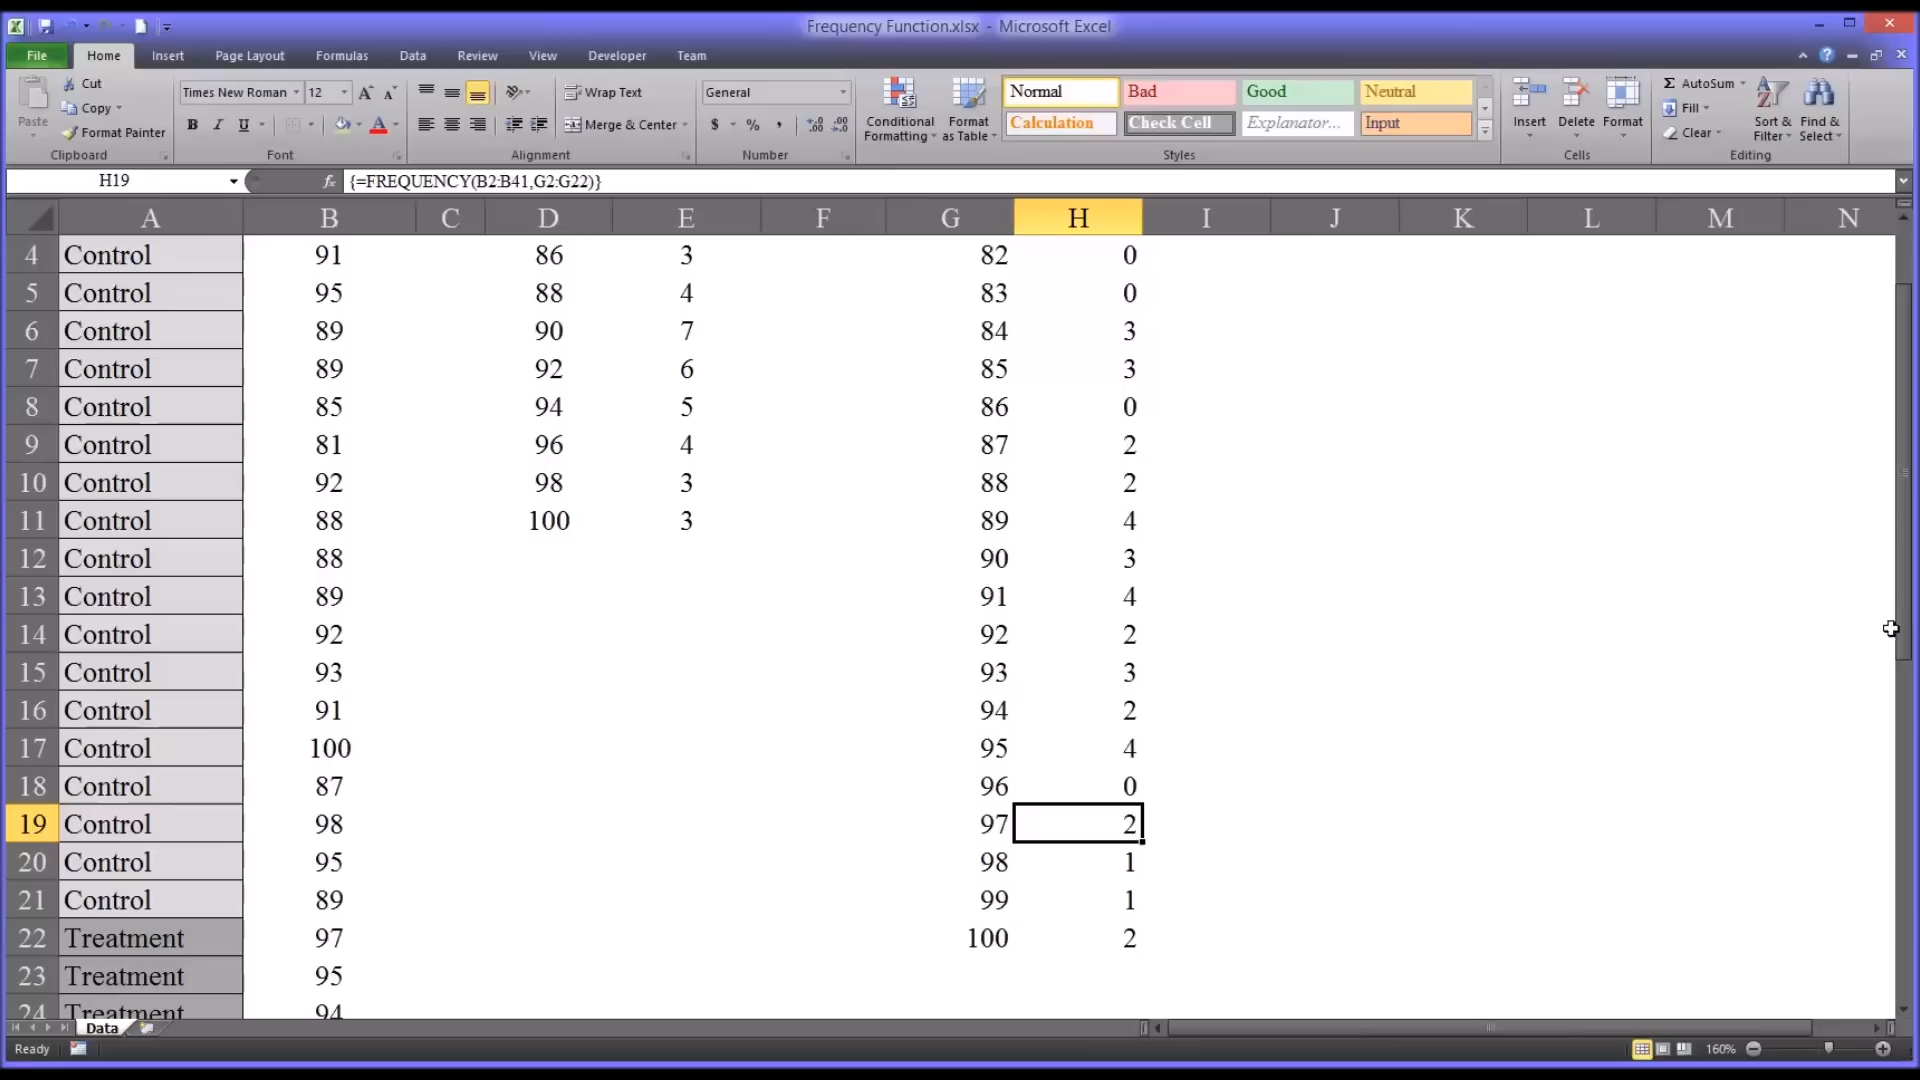 Frequency Function.xlsx - Microsoft Excel
File Home Insert Page Layout Formulas Data Review View Developer Team
Paste Cut Copy Format Painter Clipboard
Times New Roman 12 A A B I U A Font
Wrap Text Merge & Center Alignment
General $ % , Number
Conditional Formatting Format as Table
Normal Bad Good Neutral
Calculation Check Cell Explanator... Input
Styles
Insert Delete Format Cells
Σ AutoSum Fill Clear Sort & Filter Find & Select Editing
H19 fx {=FREQUENCY(B2:B41,G2:G22)}
A B C D E F G H I J K L M N
4 Control 91 86 3 82 0
5 Control 95 88 4 83 0
6 Control 89 90 7 84 3
7 Control 89 92 6 85 3
8 Control 85 94 5 86 0
9 Control 81 96 4 87 2
10 Control 92 98 3 88 2
11 Control 88 100 3 89 4
12 Control 88 90 3
13 Control 89 91 4
14 Control 92 92 2
15 Control 93 93 3
16 Control 91 94 2
17 Control 100 95 4
18 Control 87 96 0
19 Control 98 97 2
20 Control 95 98 1
21 Control 89 99 1
22 Treatment 97 100 2
23 Treatment 95
24 Treatment 94
Data
Ready 160%